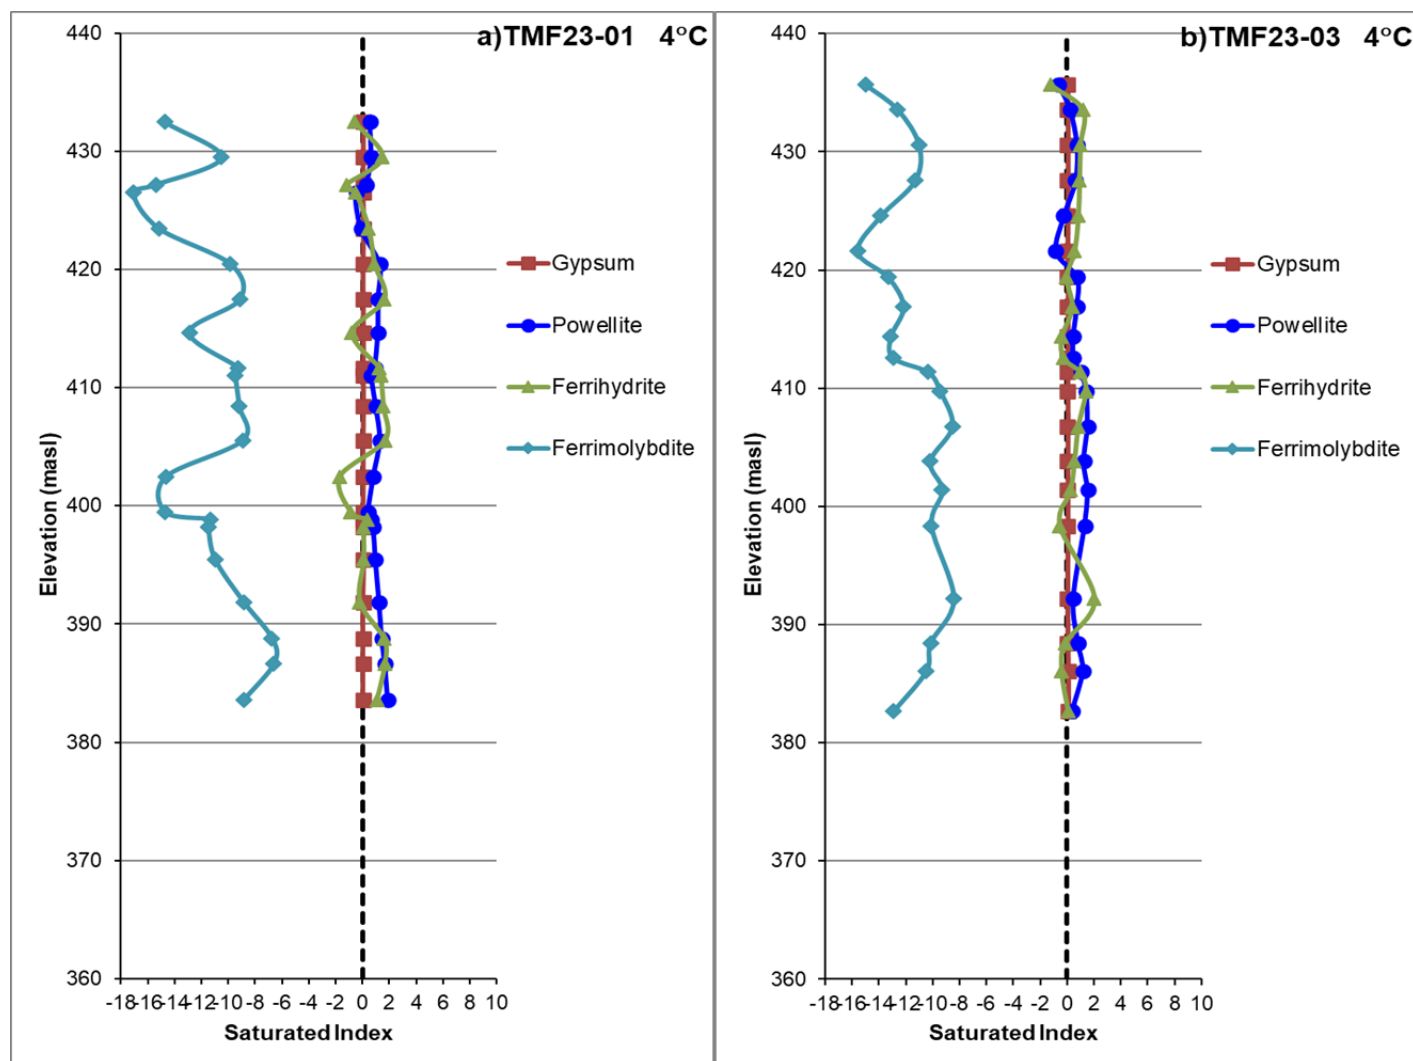 a)TMF23-01 4°C
440
430
420
410
400
390
380
370
360
Elevation (masl)
-18 -16 -14 -12 -10 -8 -6 -4 -2 0 2 4 6 8 10
Saturated Index
Gypsum
Powellite
Ferrihydrite
Ferrimolybdite
b)TMF23-03 4°C
440
430
420
410
400
390
380
370
360
Elevation (masl)
-18 -16 -14 -12 -10 -8 -6 -4 -2 0 2 4 6 8 10
Saturated Index
Gypsum
Powellite
Ferrihydrite
Ferrimolybdite